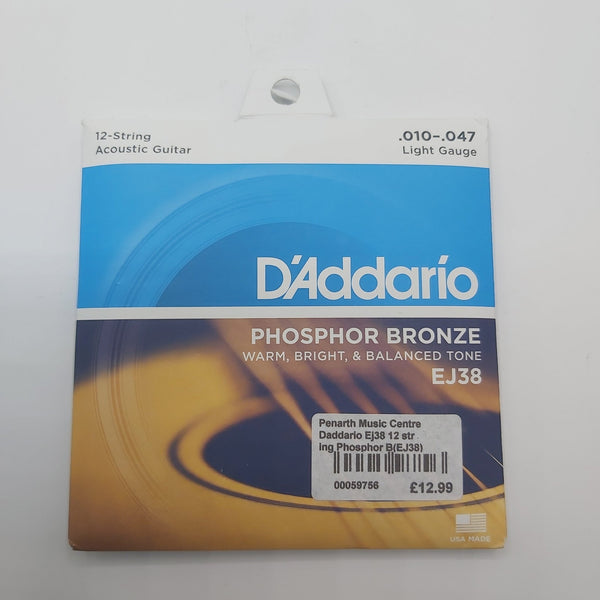 12-String
Acoustic Guitar
.010–.047
Light Gauge
D'Addario
PHOSPHOR BRONZE
WARM, BRIGHT, & BALANCED TONE
EJ38
Penarth Music Centre
Daddario Ej38 12 str
ing Phosphor B(EJ38)
00059756
£12.99
USA MADE